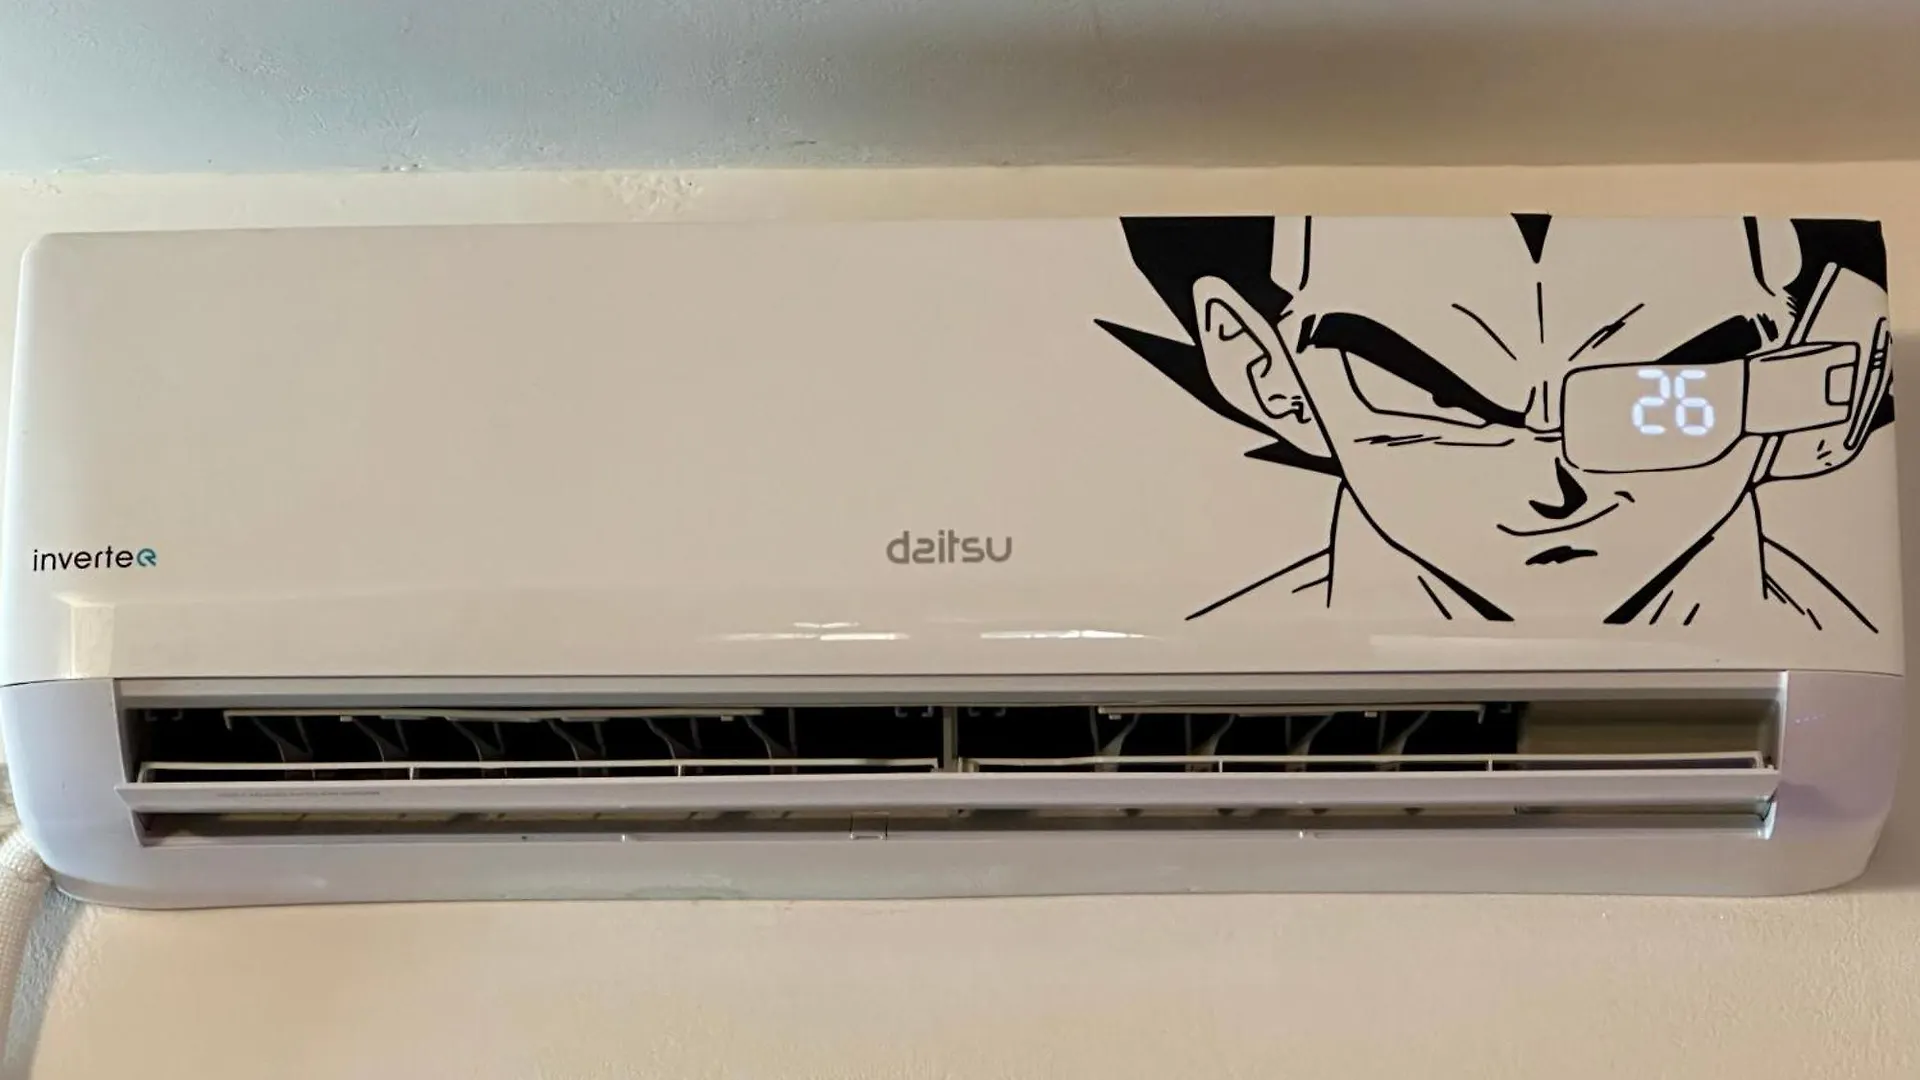 26
inverter
daitsu